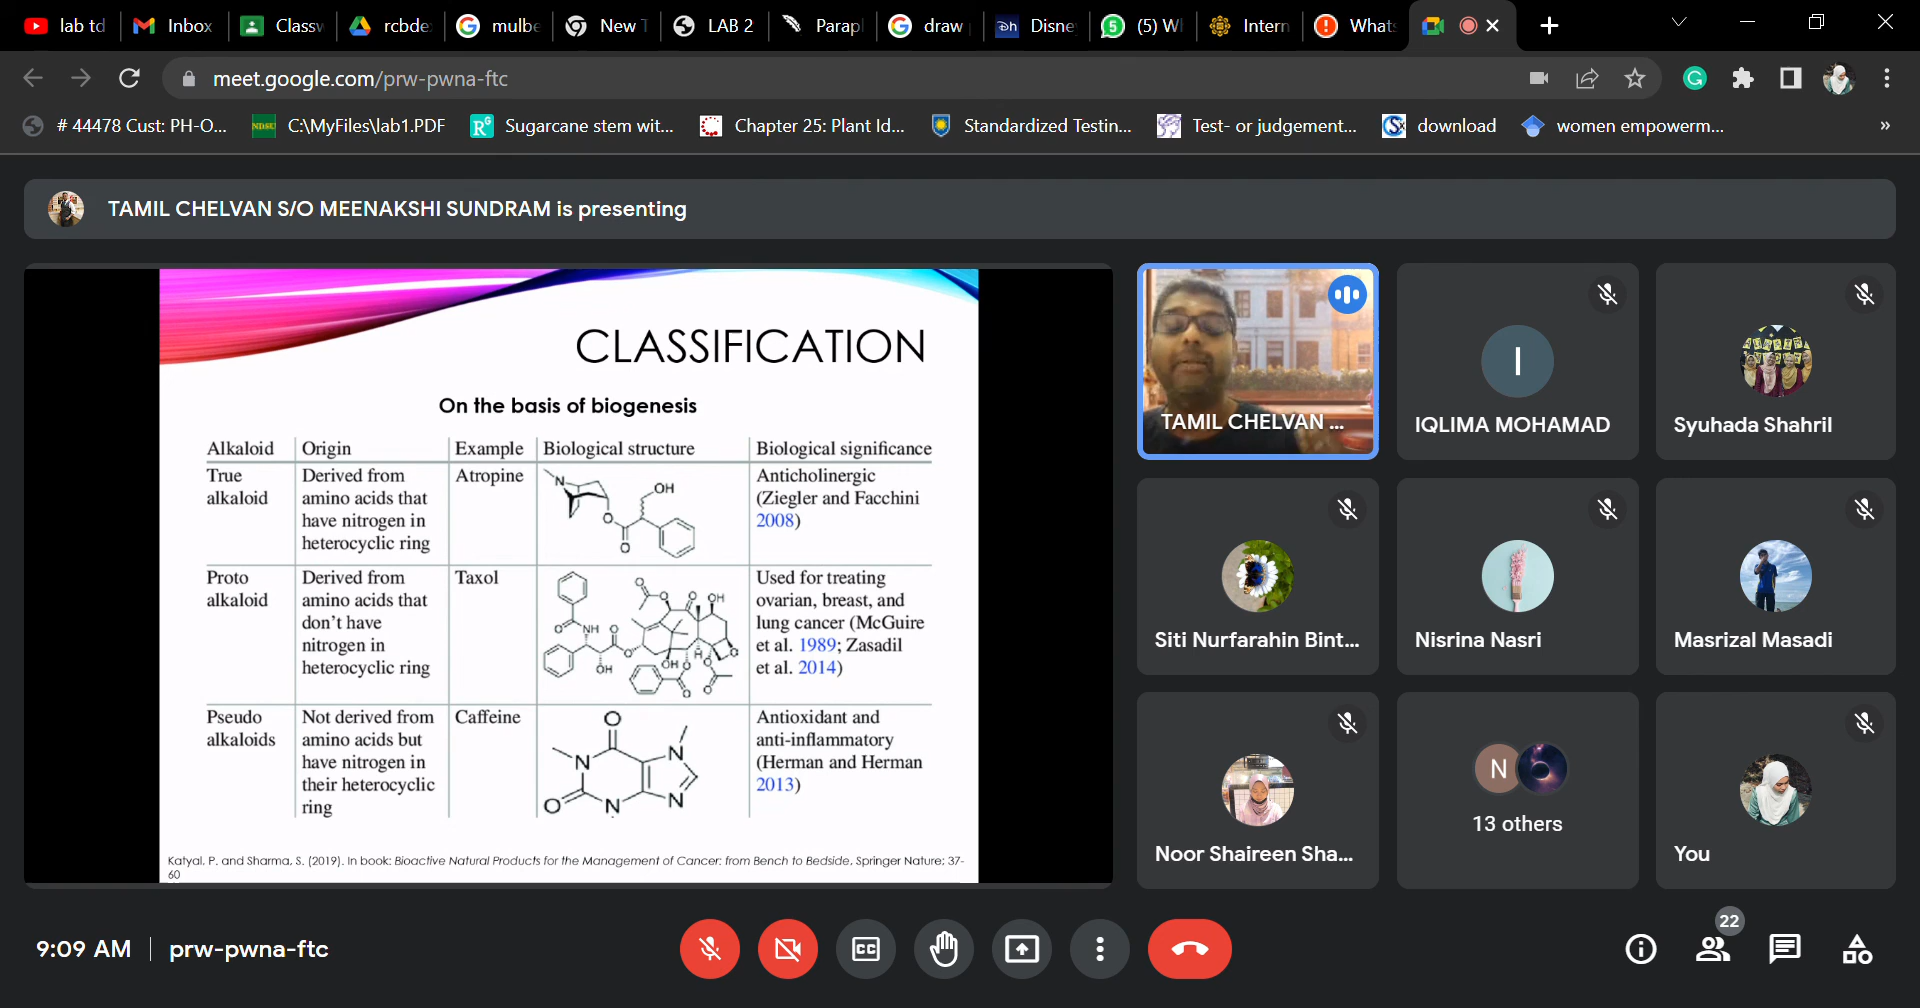 lab td
Inbox
Classw
rcbde
mulbe
New T
LAB 2
Parapl
draw
Disne
(5) W
Intern
Whats
meet.google.com/prw-pwna-ftc
# 44478 Cust: PH-O...
C:\MyFiles\lab1.PDF
Sugarcane stem wit...
Chapter 25: Plant Id...
Standardized Testin...
Test- or judgement...
download
women empowerm...
»
TAMIL CHELVAN S/O MEENAKSHI SUNDRAM is presenting
CLASSIFICATION
On the basis of biogenesis
Alkaloid Origin Example Biological structure Biological significance
True
alkaloid
Derived from
amino acids that
have nitrogen in
heterocyclic ring
Atropine
N
OH
O
O
Anticholinergic
(Ziegler and Facchini
2008)
Proto
alkaloid
Derived from
amino acids that
don't have
nitrogen in
heterocyclic ring
Taxol
O
O
O
OH
O
NH
O
O
OH
OH
H
O
O
O
O
O
Used for treating
ovarian, breast, and
lung cancer (McGuire
et al. 1989; Zasadil
et al. 2014)
Pseudo
alkaloids
Not derived from
amino acids but
have nitrogen in
their heterocyclic
ring
Caffeine
O
N
N
O
N
N
Antioxidant and
anti-inflammatory
(Herman and Herman
2013)
Katyal, P. and Sharma, S. (2019). In book: Bioactive Natural Products for the Management of Cancer: from Bench to Bedside, Springer Nature; 37-
60
TAMIL CHELVAN ...
I
IQLIMA MOHAMAD
Syuhada Shahril
Siti Nurfarahin Bint...
Nisrina Nasri
Masrizal Masadi
Noor Shaireen Sha...
N
13 others
You
9:09 AM | prw-pwna-ftc
CC
22